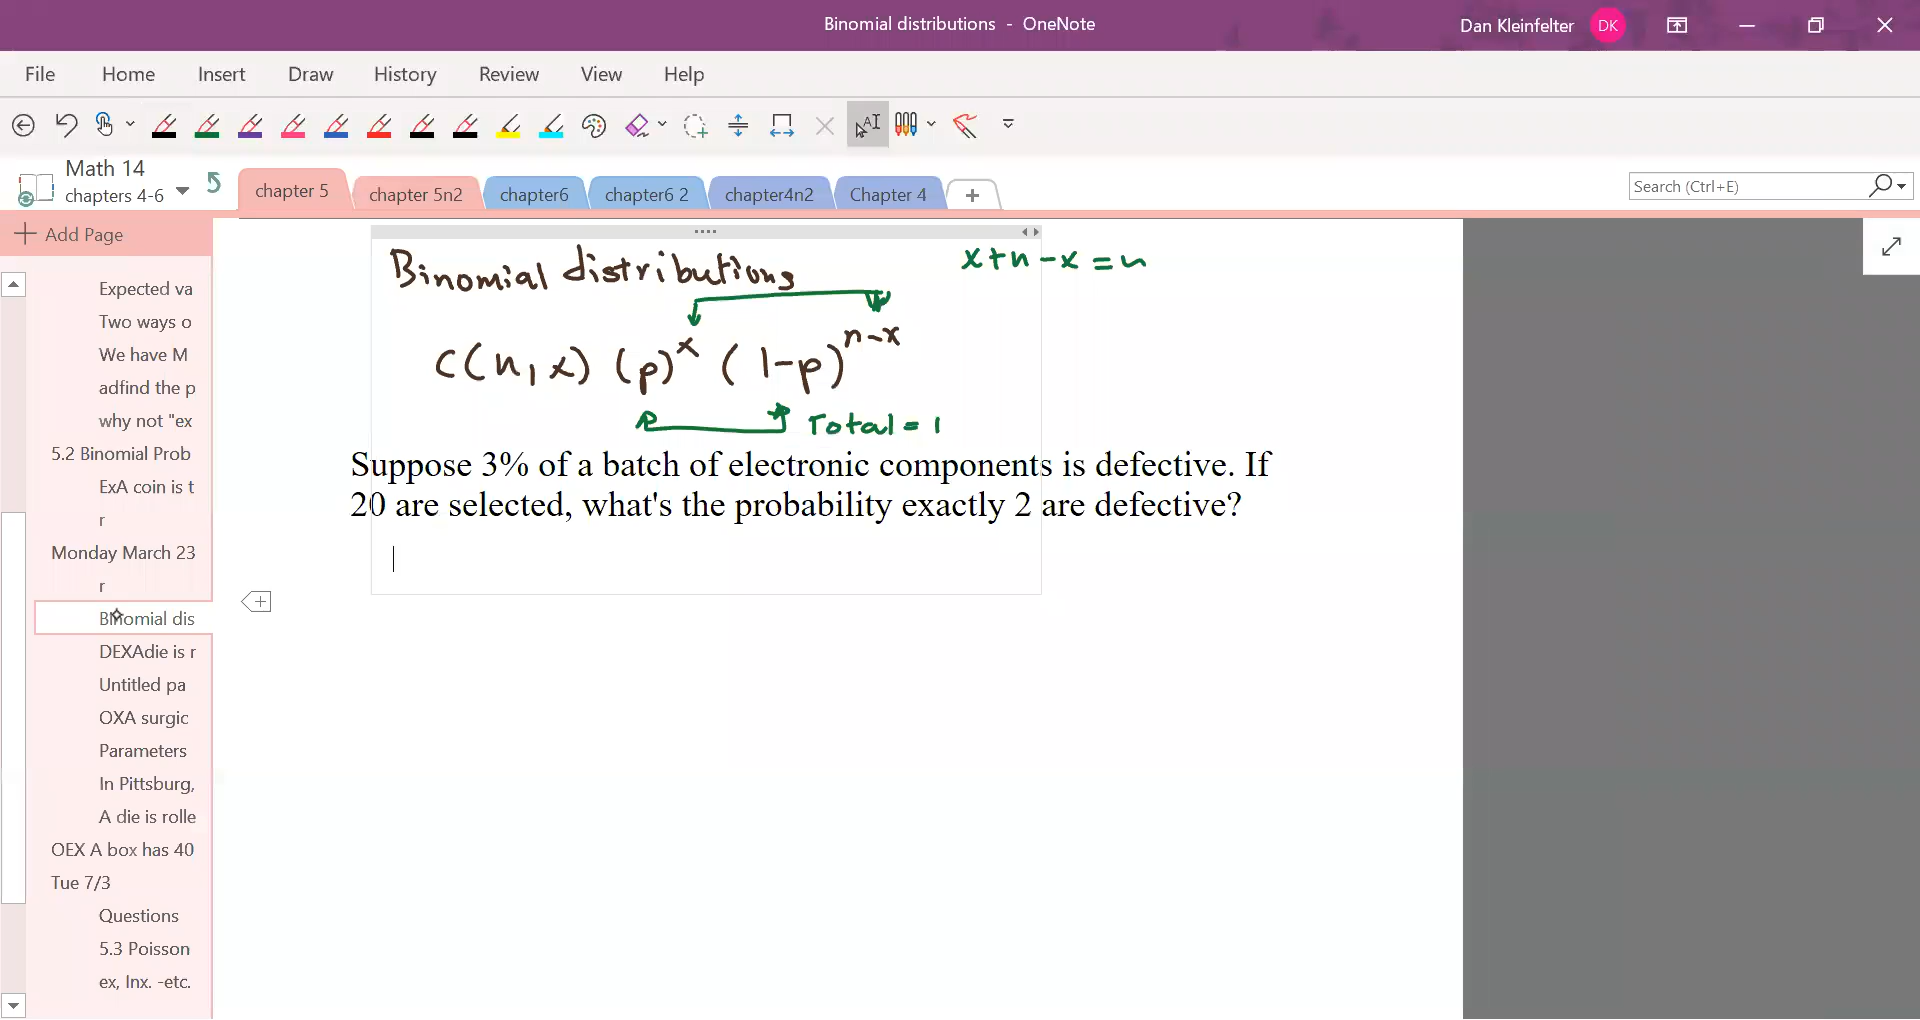 Binomial distributions - OneNote
Dan Kleinfelter DK
File Home Insert Draw History Review View Help
Math 14
chapters 4-6
chapter 5 chapter 5n2 chapter6 chapter6 2 chapter4n2 Chapter 4 +
Search (Ctrl+E)
Add Page
Expected va
Two ways o
We have M
adfind the p
why not "ex
5.2 Binomial Prob
ExA coin is t
r
Monday March 23
r
Binomial dis
DEXAdie is r
Untitled pa
OXA surgic
Parameters
In Pittsburg,
A die is rolle
OEX A box has 40
Tue 7/3
Questions
5.3 Poisson
ex, Inx. -etc.
Binomial distributions
x+n-x=n
C(n,x) (p)^x (1-p)^n-x
Total = 1
Suppose 3% of a batch of electronic components is defective. If
20 are selected, what's the probability exactly 2 are defective?